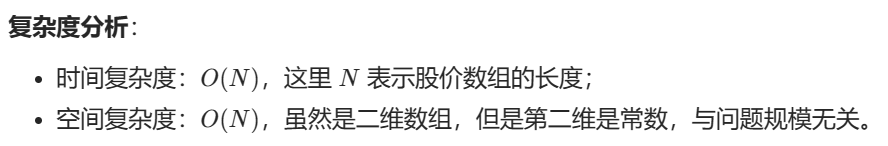 复杂度分析：
• 时间复杂度：O(N)，这里 N 表示股价数组的长度；
• 空间复杂度：O(N)，虽然是二维数组，但是第二维是常数，与问题规模无关。